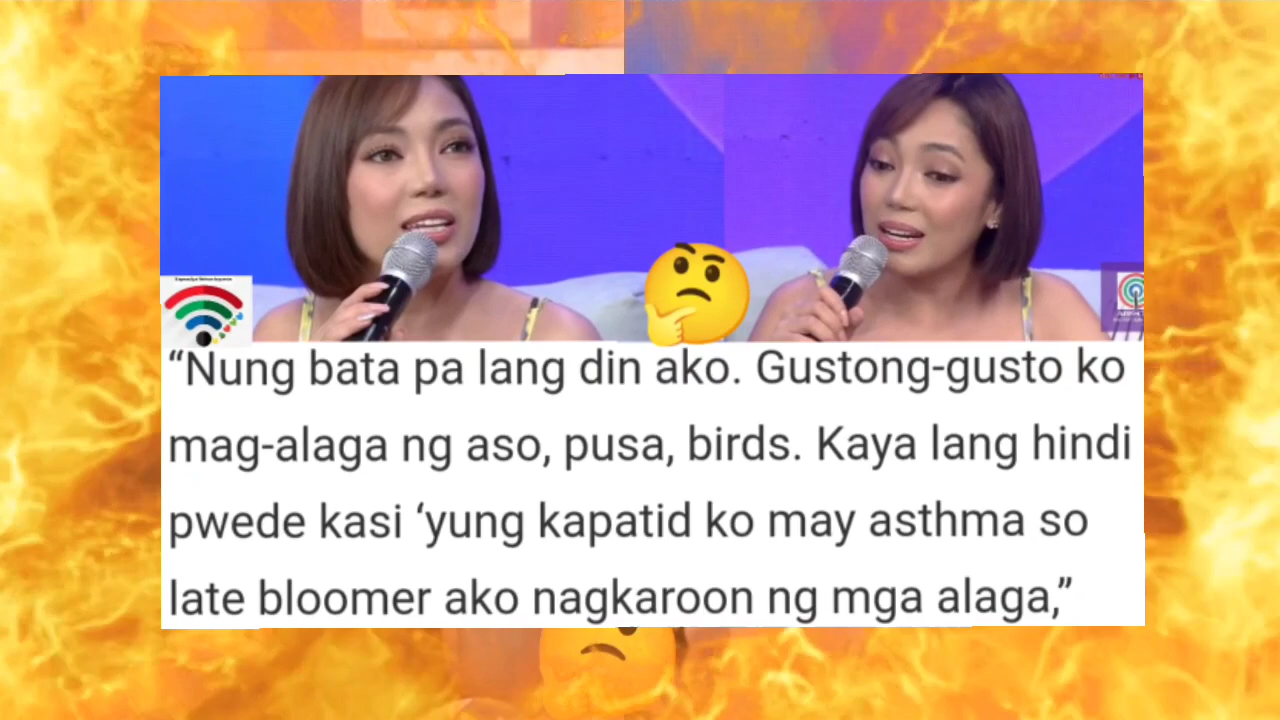 “Nung bata pa lang din ako. Gustong-gusto ko
mag-alaga ng aso, pusa, birds. Kaya lang hindi
pwede kasi ‘yung kapatid ko may asthma so
late bloomer ako nagkaroon ng mga alaga,”